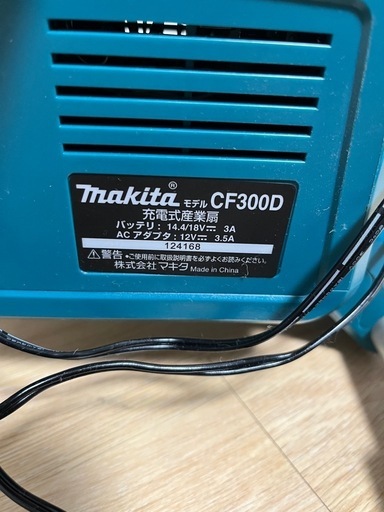 makita® モデル CF300D
充電式産業扇
バッテリ : 14.4/18V⎓ 3A
AC アダプタ : 12V⎓ 3.5A
124168
⚠警告 ●ご使用前に取扱説明書を必ずよくお読みください。
株式会社マキタ Made in China